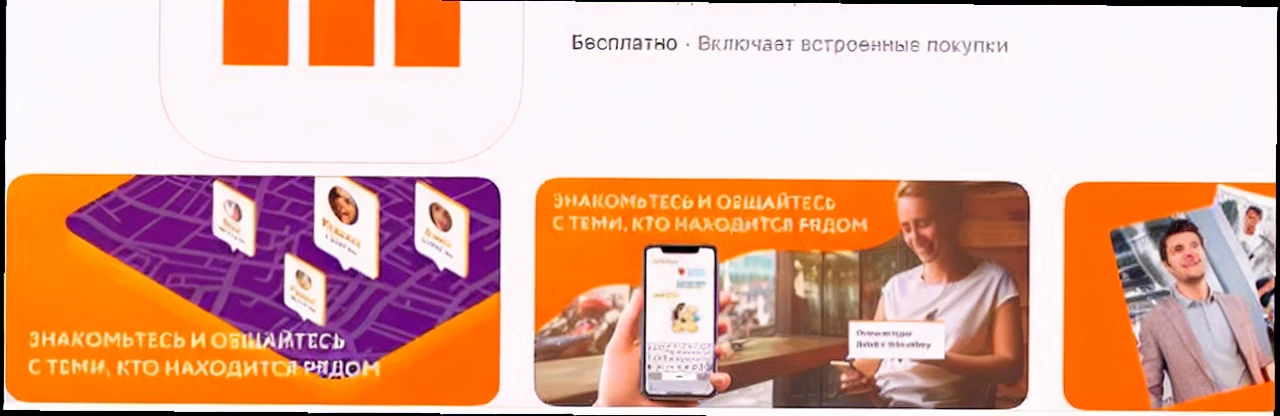 Бесплатно · Включает встроенные покупки
ЗНАКОМЬТЕСЬ И ОБЩАЙТЕСЬ
С ТЕМИ, КТО НАХОДИТСЯ РЯДОМ
ЗНАКОМЬТЕСЬ И ОБЩАЙТЕСЬ
С ТЕМИ, КТО НАХОДИТСЯ РЯДОМ